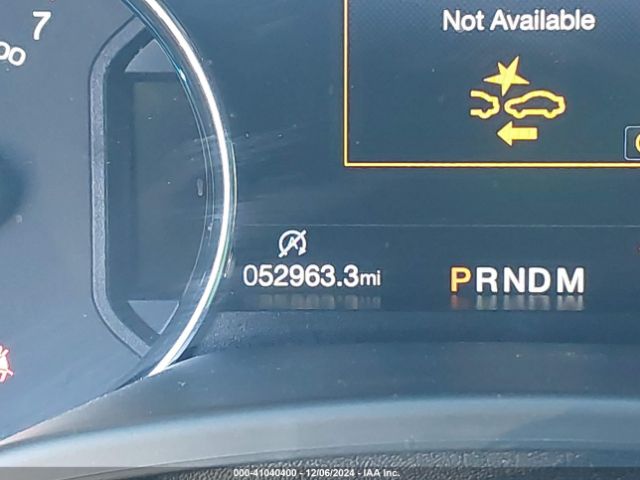 7
Not Available
052963.3mi
PRNDM
000-41040400 - 12/06/2024 - IAA Inc.